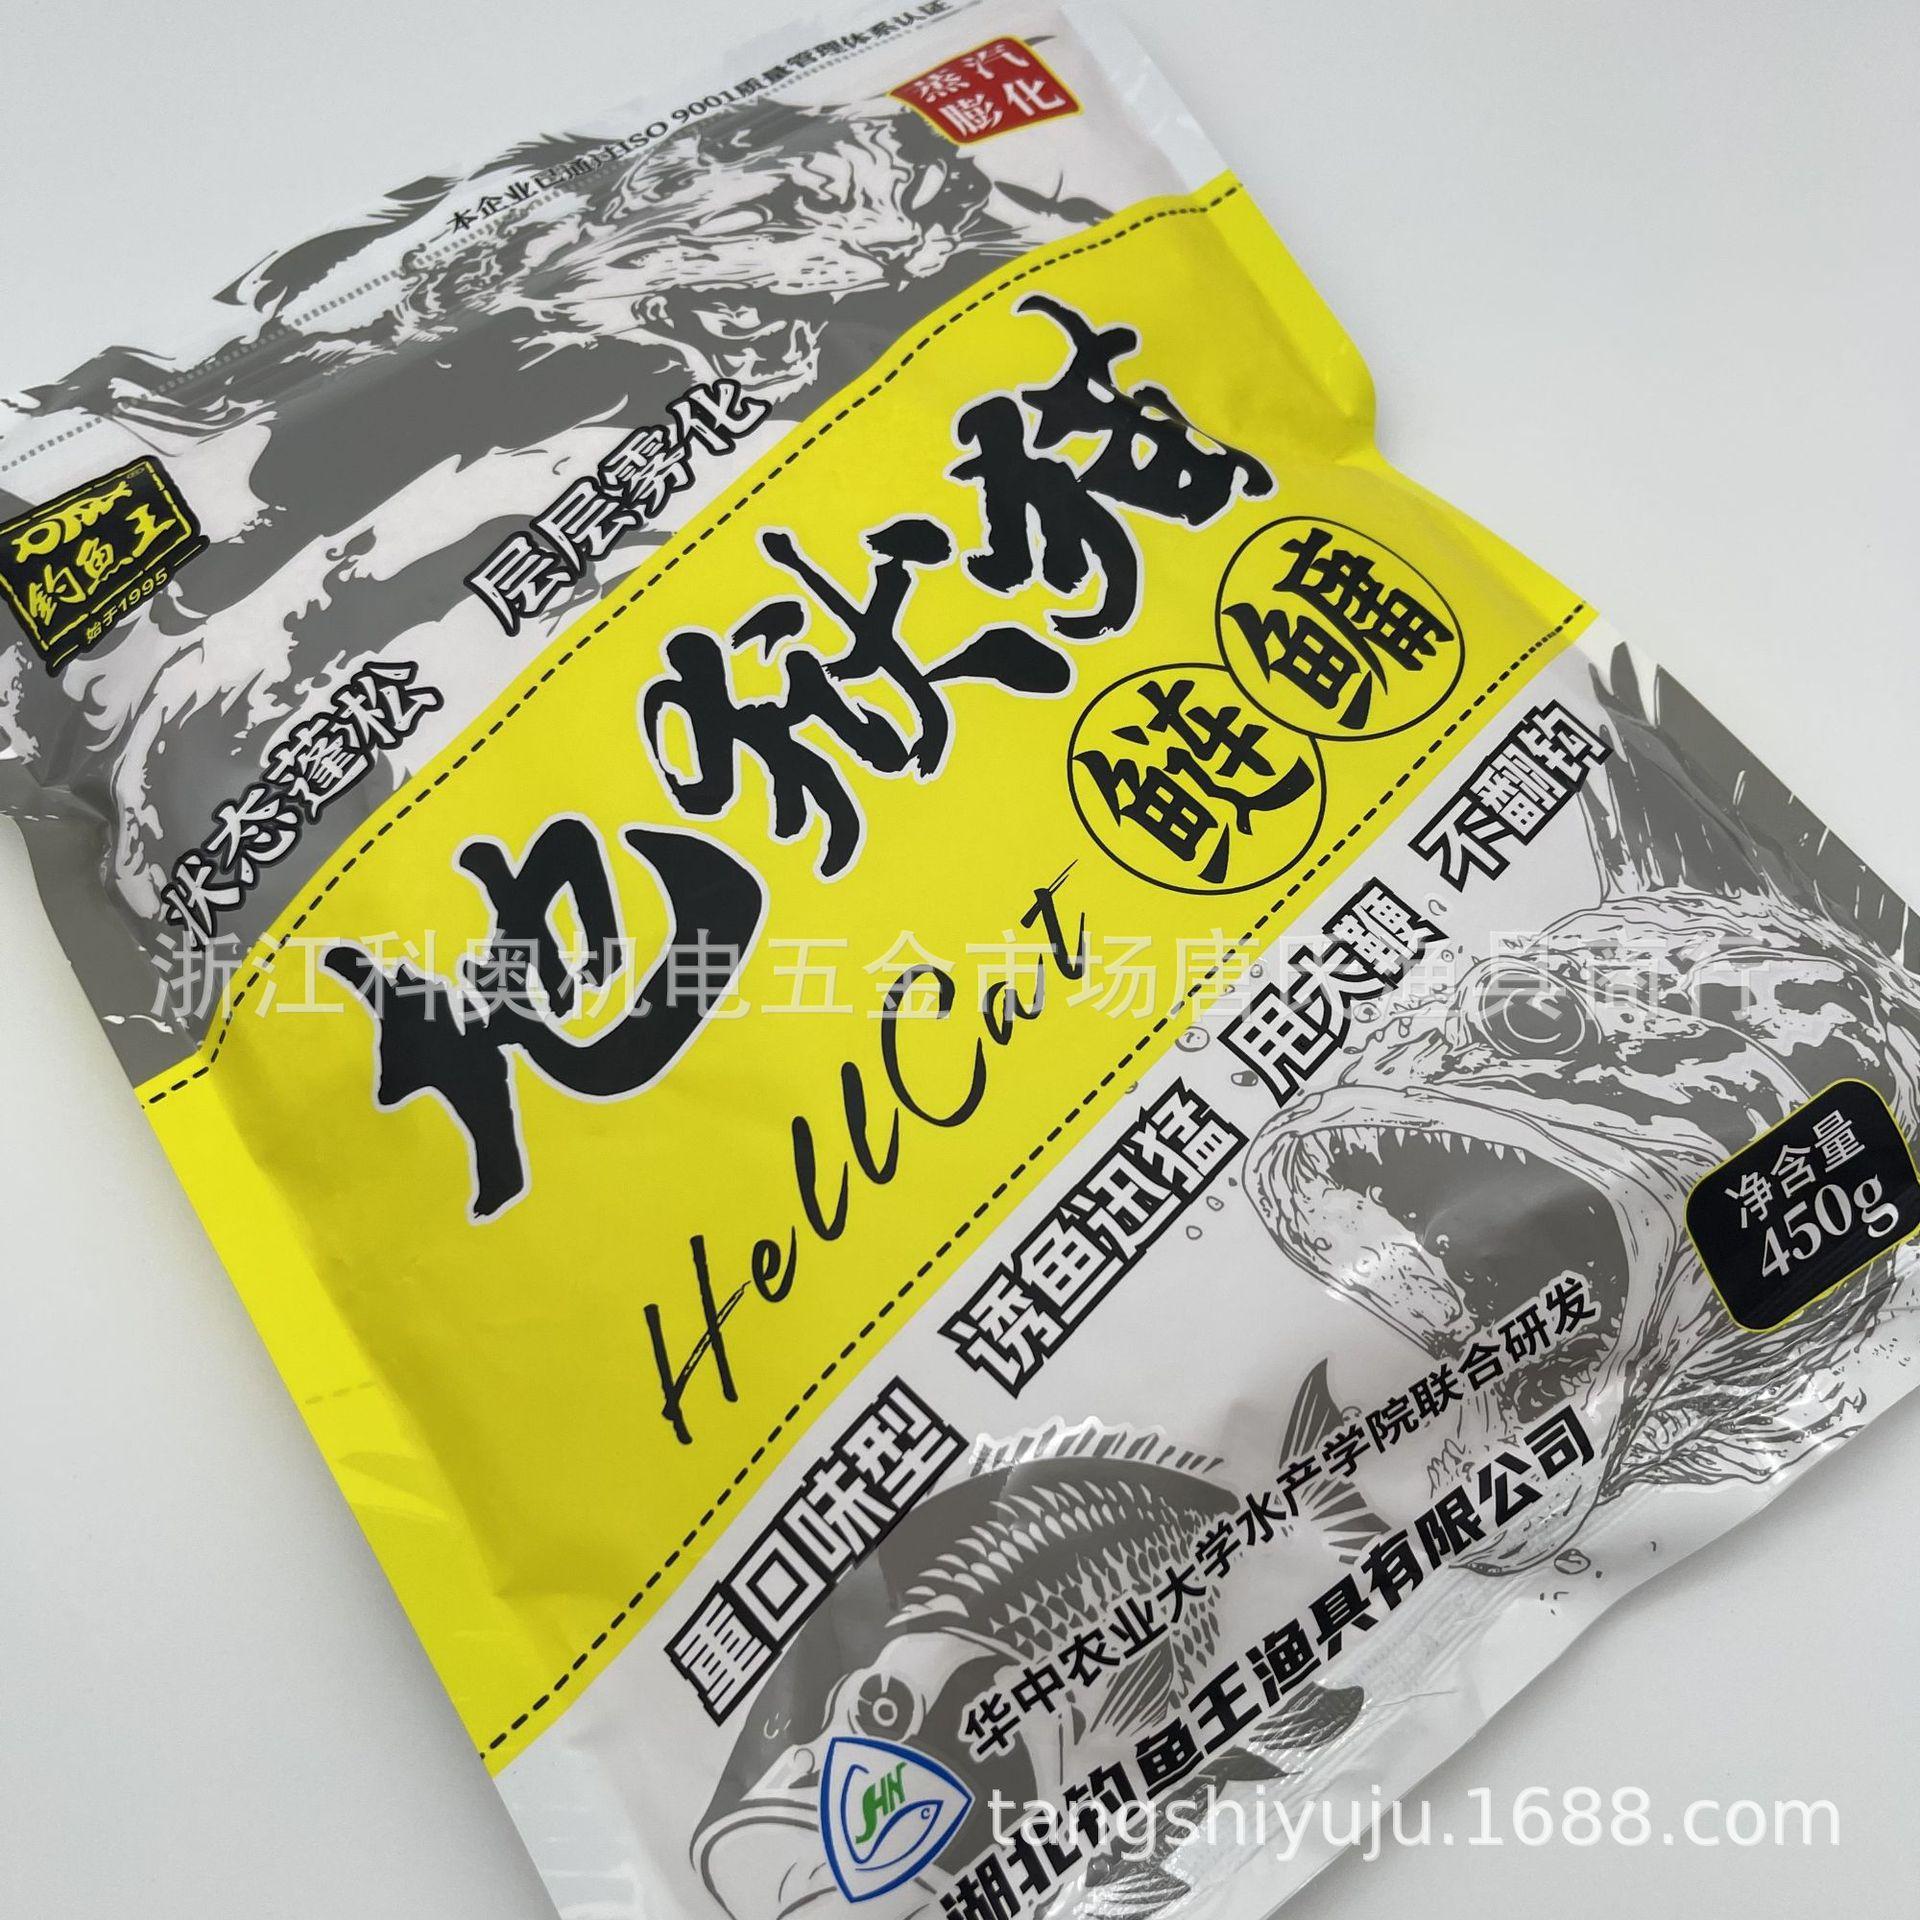 本企业已通过ISO 9001质量管理体系认证
蒸汽
膨化
钓魚王
始于1995
状态蓬松 层层雾化
地狱猫
鲢鳙
HellCat
重口味型 诱鱼迅猛 甩大鞭 不翻钩
净含量
450g
华中农业大学水产学院联合研发
湖北钓鱼王渔具有限公司
SHN
浙江科奥机电五金市场唐氏渔具商行
tangshiyuju.1688.com